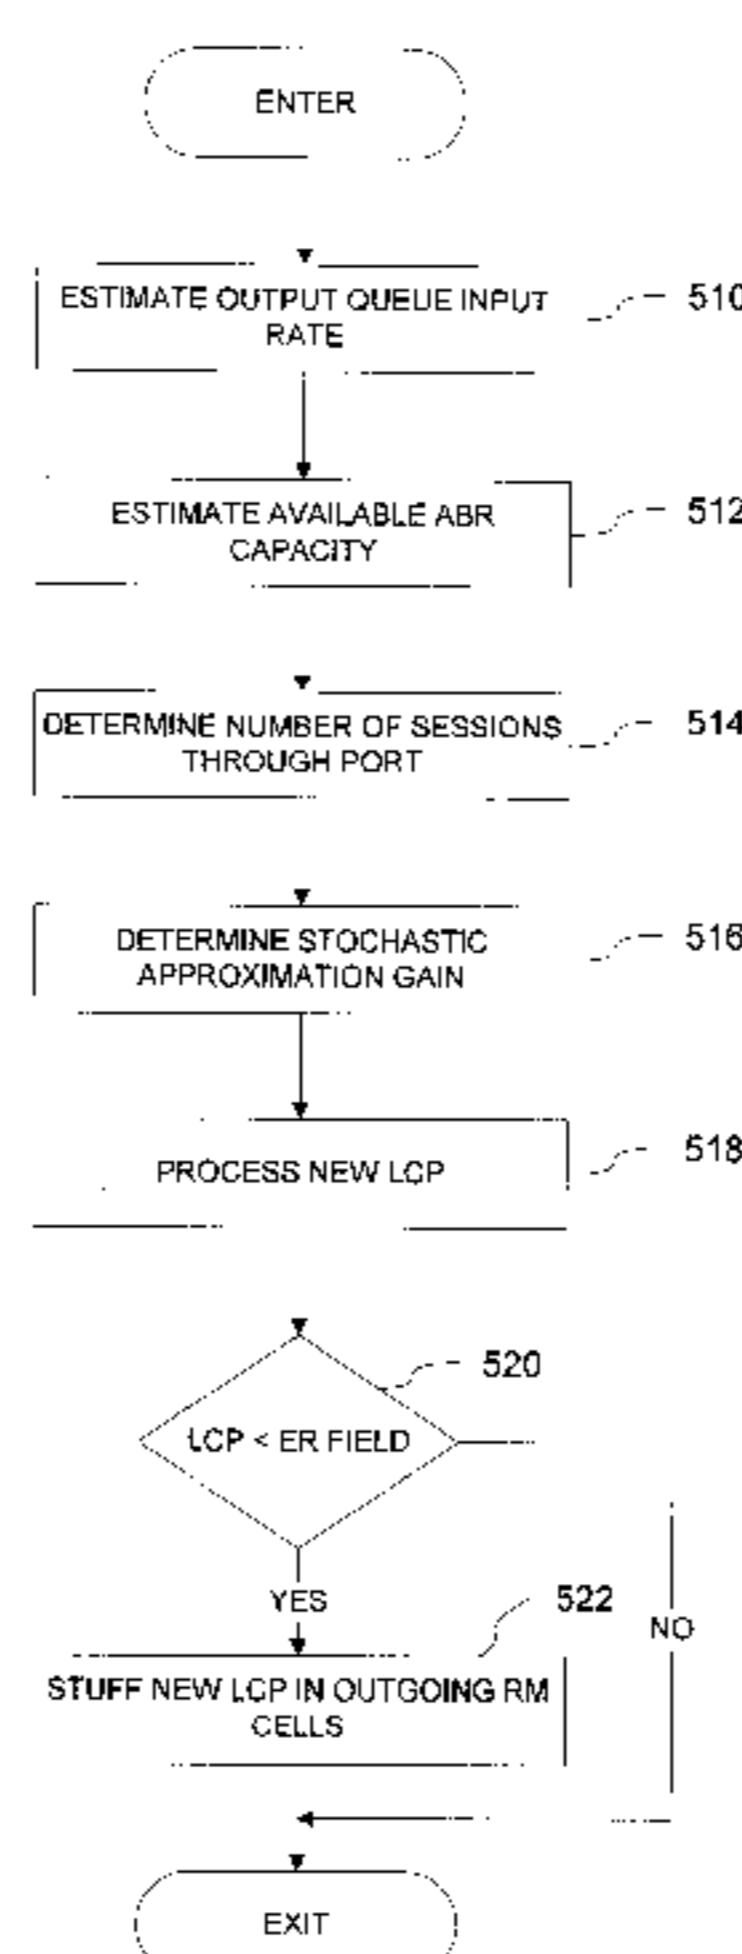 ENTER
ESTIMATE OUTPUT QUEUE INPUT
RATE
510
ESTIMATE AVAILABLE ABR
CAPACITY
512
DETERMINE NUMBER OF SESSIONS
THROUGH PORT
514
DETERMINE STOCHASTIC
APPROXIMATION GAIN
516
PROCESS NEW LCP
518
520
LCP < ER FIELD
YES
522
NO
STUFF NEW LCP IN OUTGOING RM
CELLS
EXIT